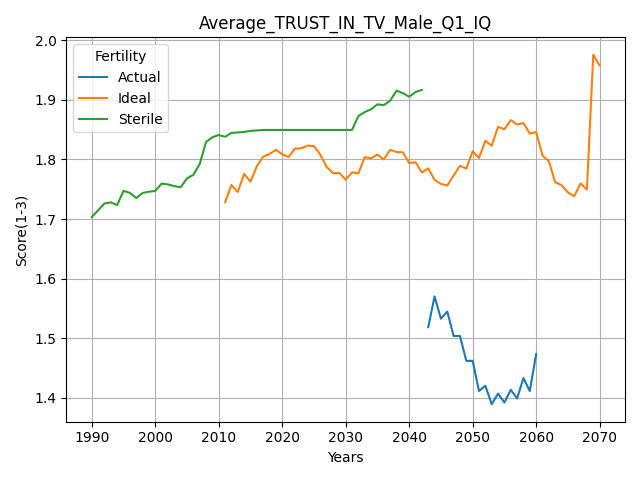 Average_TRUST_IN_TV_Male_Q1_IQ
Fertility
Actual
Ideal
Sterile
Score(1-3)
2.0
1.9
1.8
1.7
1.6
1.5
1.4
1990 2000 2010 2020 2030 2040 2050 2060 2070
Years